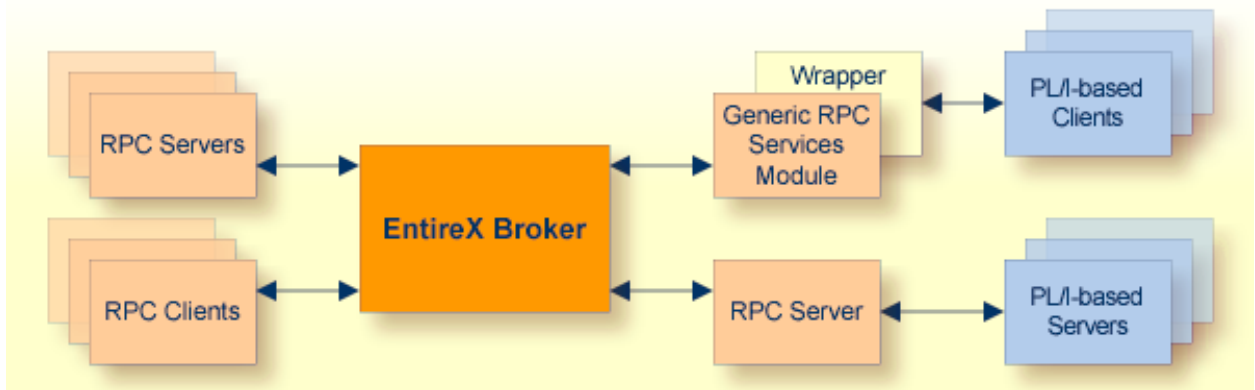 RPC Servers
RPC Clients
EntireX Broker
Wrapper
Generic RPC
Services
Module
RPC Server
PL/I-based
Clients
PL/I-based
Servers